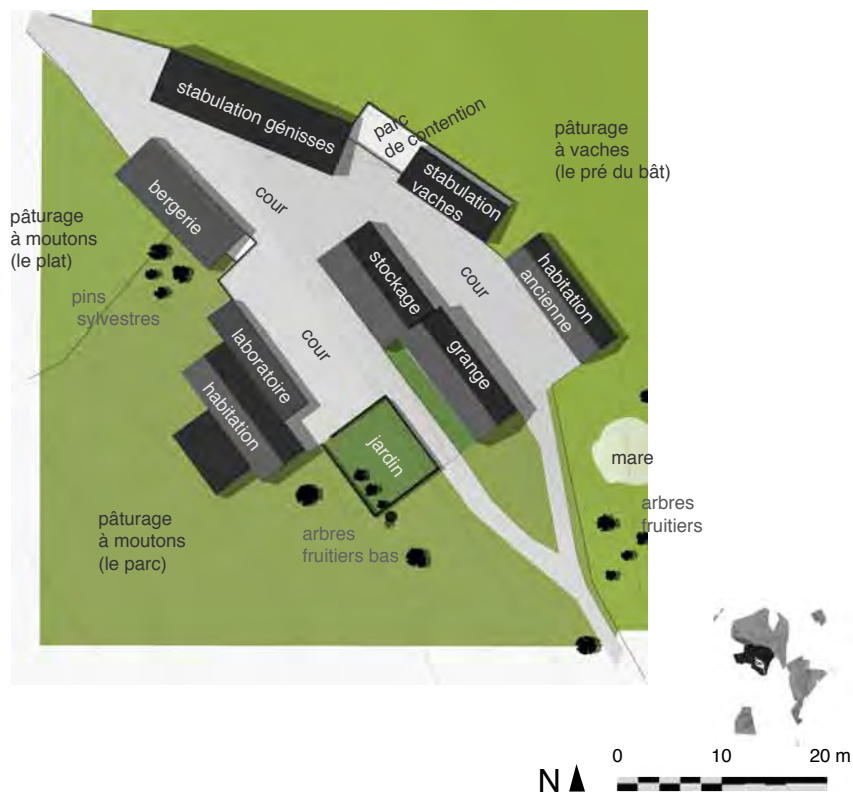 stabulation génisses
parc
de contention
stabulation
vaches
pâturage
à vaches
(le pré du bât)
bergerie
cour
pâturage
à moutons
(le plat)
stockage
cour
habitation
ancienne
pins
sylvestres
laboratoire
cour
grange
habitation
jardin
mare
pâturage
à moutons
(le parc)
arbres
fruitiers bas
arbres
fruitiers
0 10 20 m
N